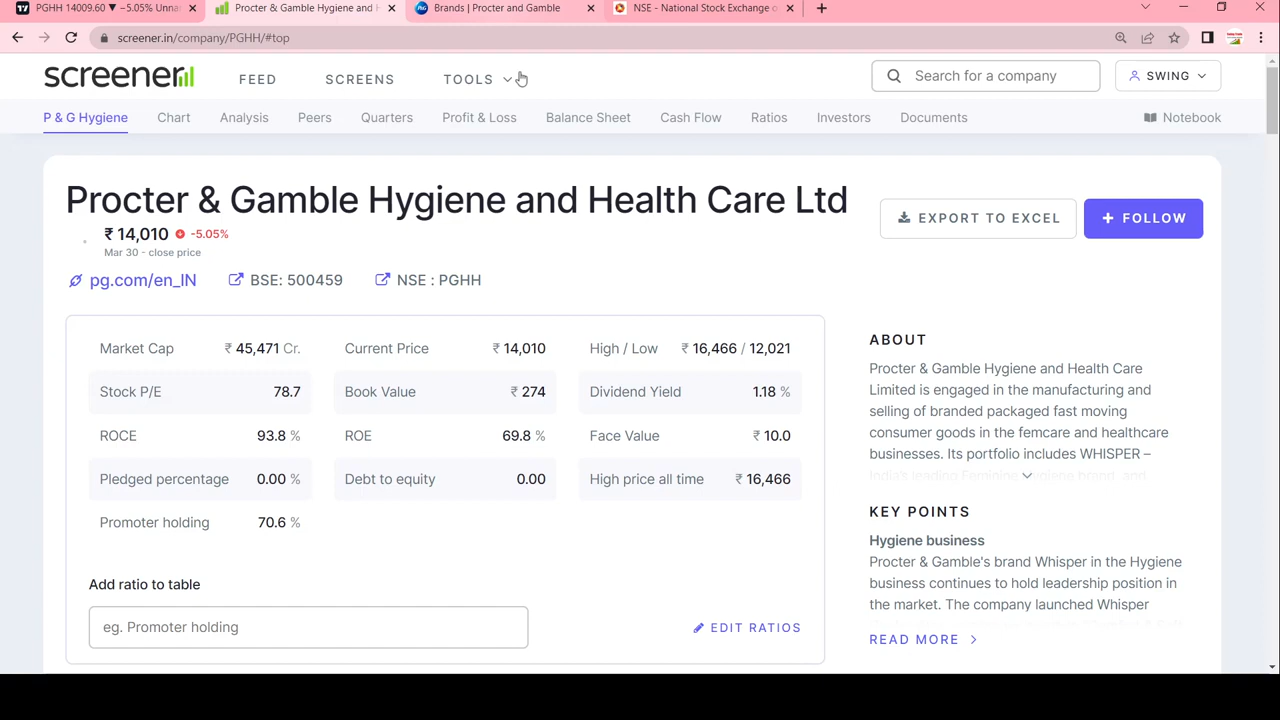 PGHH 14009.60 ▼ −5.05% Unna
Procter & Gamble Hygiene and H
Brands | Procter and Gamble
NSE - National Stock Exchange o
screener.in/company/PGHH/#top
screener
FEED
SCREENS
TOOLS
Search for a company
SWING
P & G Hygiene
Chart
Analysis
Peers
Quarters
Profit & Loss
Balance Sheet
Cash Flow
Ratios
Investors
Documents
Notebook
Procter & Gamble Hygiene and Health Care Ltd
₹ 14,010 -5.05%
Mar 30 - close price
EXPORT TO EXCEL
+ FOLLOW
pg.com/en_IN
BSE: 500459
NSE : PGHH
Market Cap ₹ 45,471 Cr.
Current Price ₹ 14,010
High / Low ₹ 16,466 / 12,021
Stock P/E 78.7
Book Value ₹ 274
Dividend Yield 1.18 %
ROCE 93.8 %
ROE 69.8 %
Face Value ₹ 10.0
Pledged percentage 0.00 %
Debt to equity 0.00
High price all time ₹ 16,466
Promoter holding 70.6 %
Add ratio to table
eg. Promoter holding
EDIT RATIOS
ABOUT
Procter & Gamble Hygiene and Health Care
Limited is engaged in the manufacturing and
selling of branded packaged fast moving
consumer goods in the femcare and healthcare
businesses. Its portfolio includes WHISPER –
India's leading Feminine Hygiene brand, and
KEY POINTS
Hygiene business
Procter & Gamble's brand Whisper in the Hygiene
business continues to hold leadership position in
the market. The company launched Whisper
READ MORE >